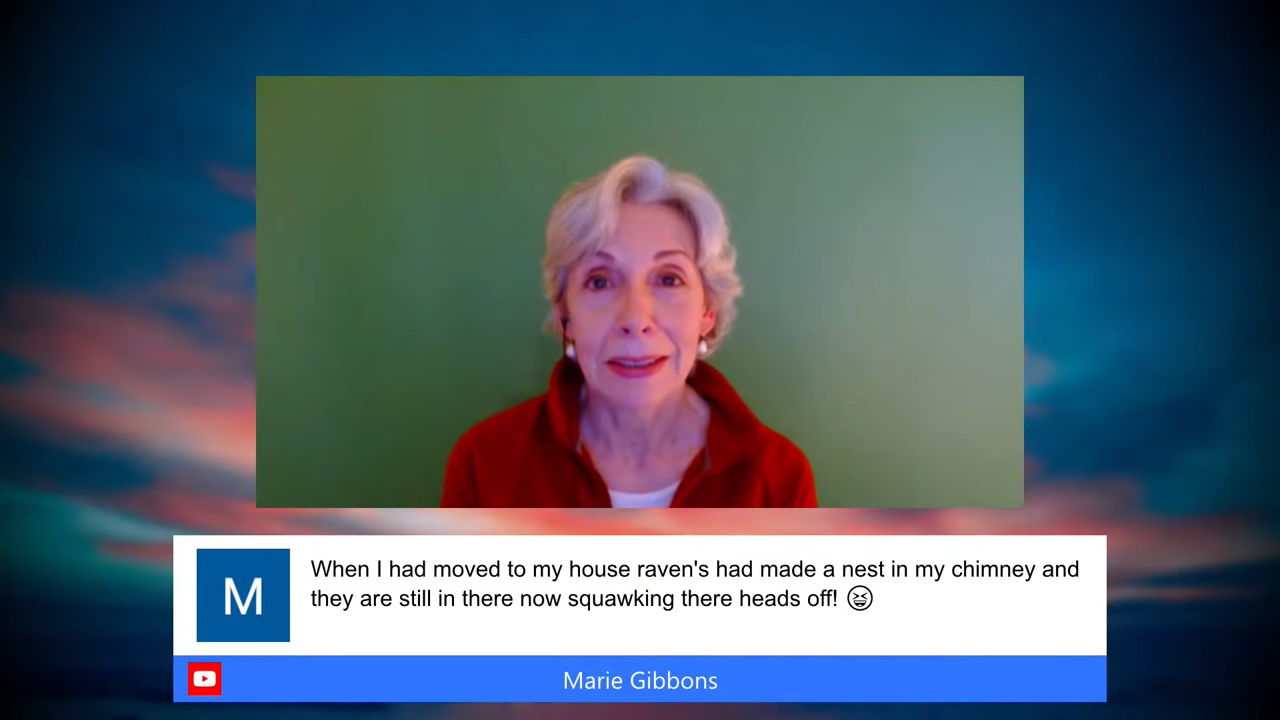 M
When I had moved to my house raven's had made a nest in my chimney and
they are still in there now squawking there heads off! 😆
Marie Gibbons